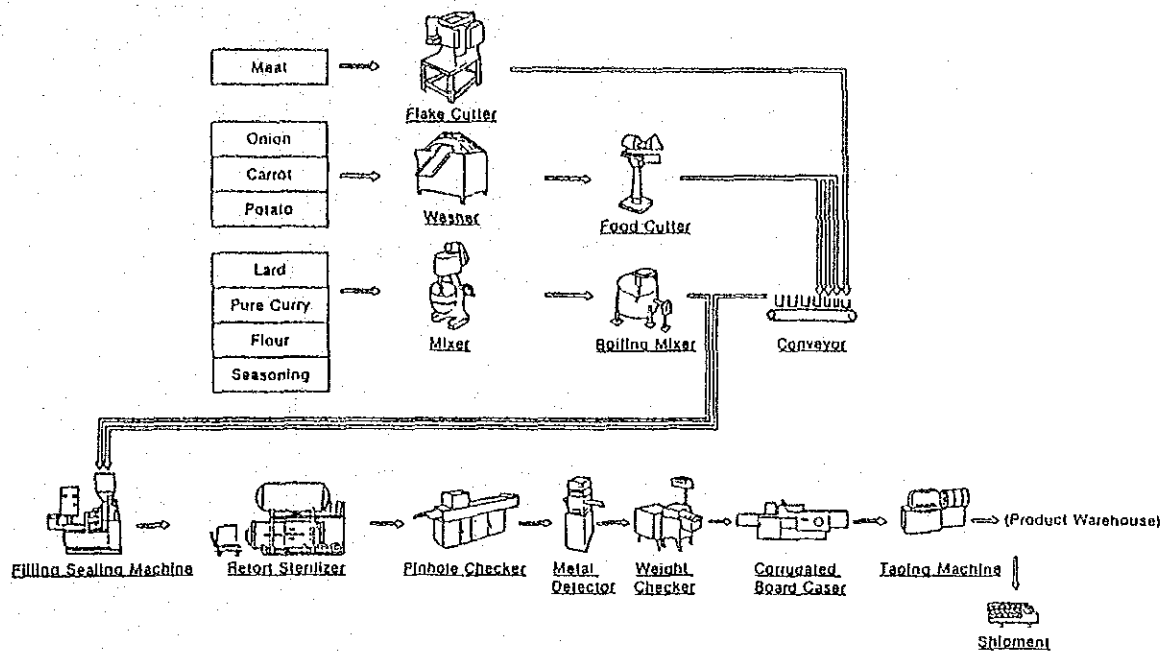 Meat
Flake Cutter
Onion
Carrot
Potato
Washer
Food Cutter
Lard
Pure Curry
Flour
Seasoning
Mixer
Boiling Mixer
Conveyor
Filling Sealing Machine
Retort Sterilizer
Pinhole Checker
Metal
Detector
Weight
Checker
Corrugated
Board Caser
Taping Machine
(Product Warehouse)
Shipment